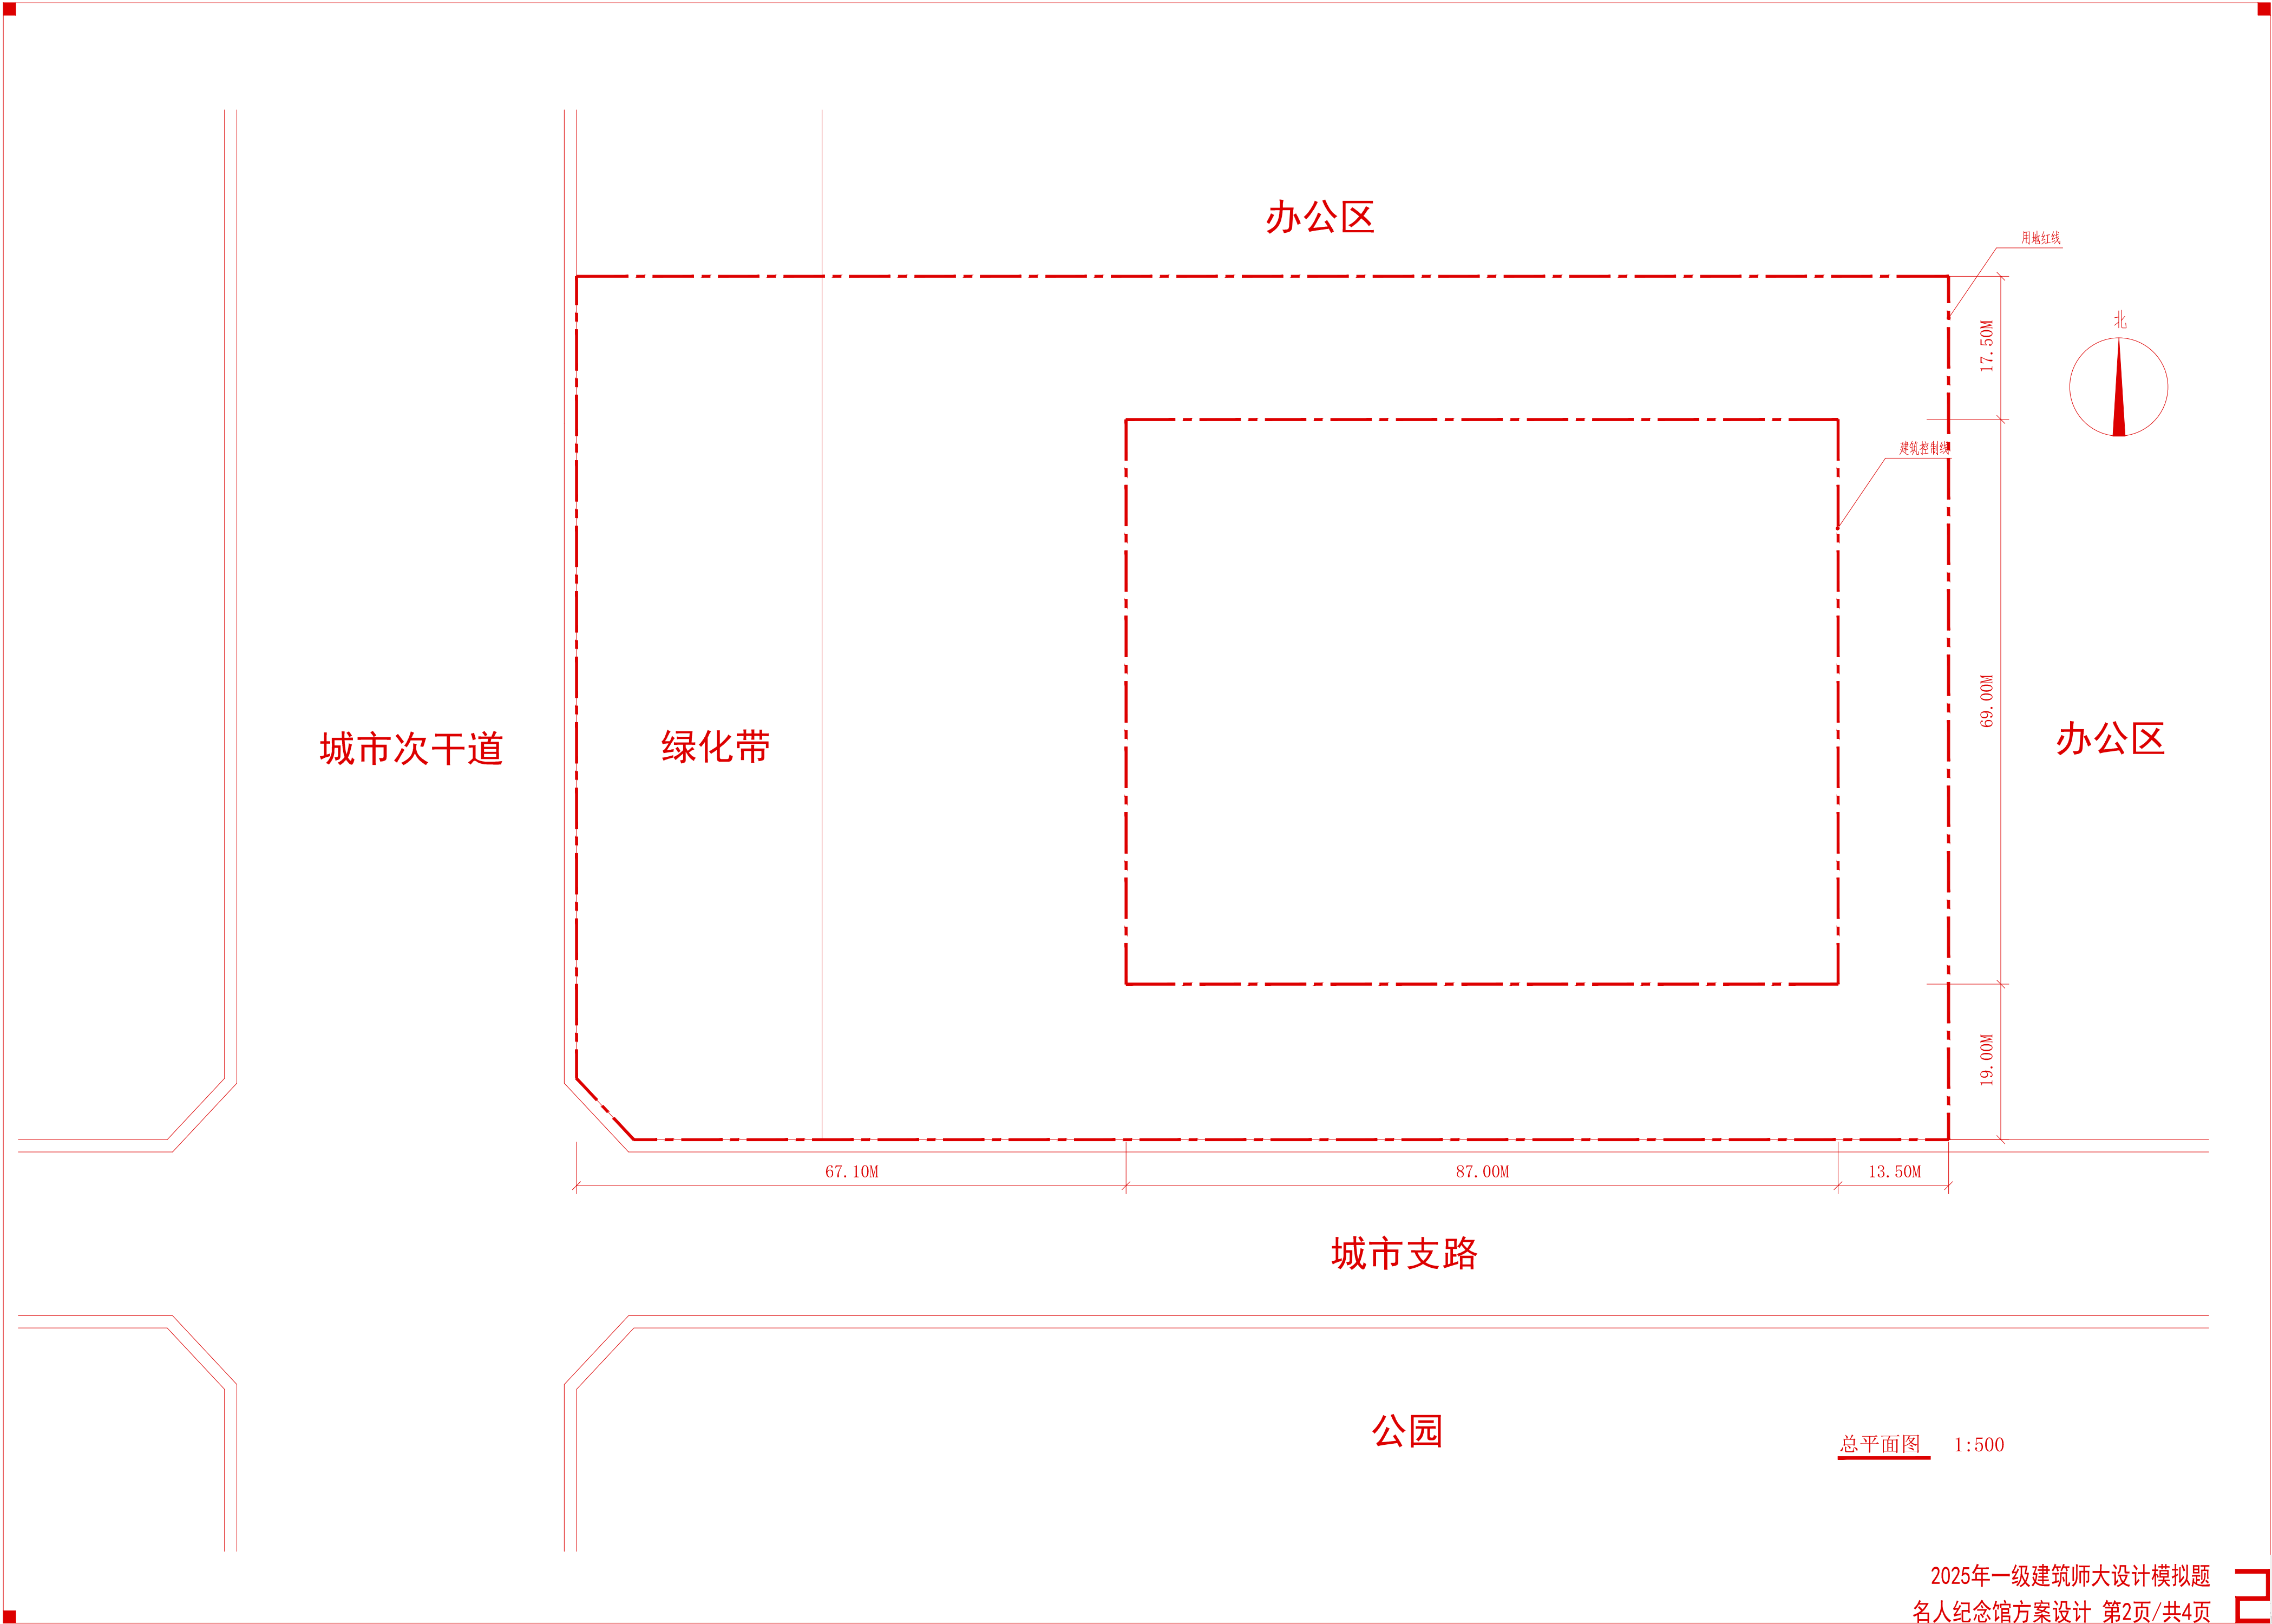 办公区
用地红线
北
17.50M
建筑控制线
69.00M
城市次干道
绿化带
办公区
19.00M
67.10M
87.00M
13.50M
城市支路
公园
总平面图 1:500
2025年一级建筑师大设计模拟题
名人纪念馆方案设计 第2页/共4页
2